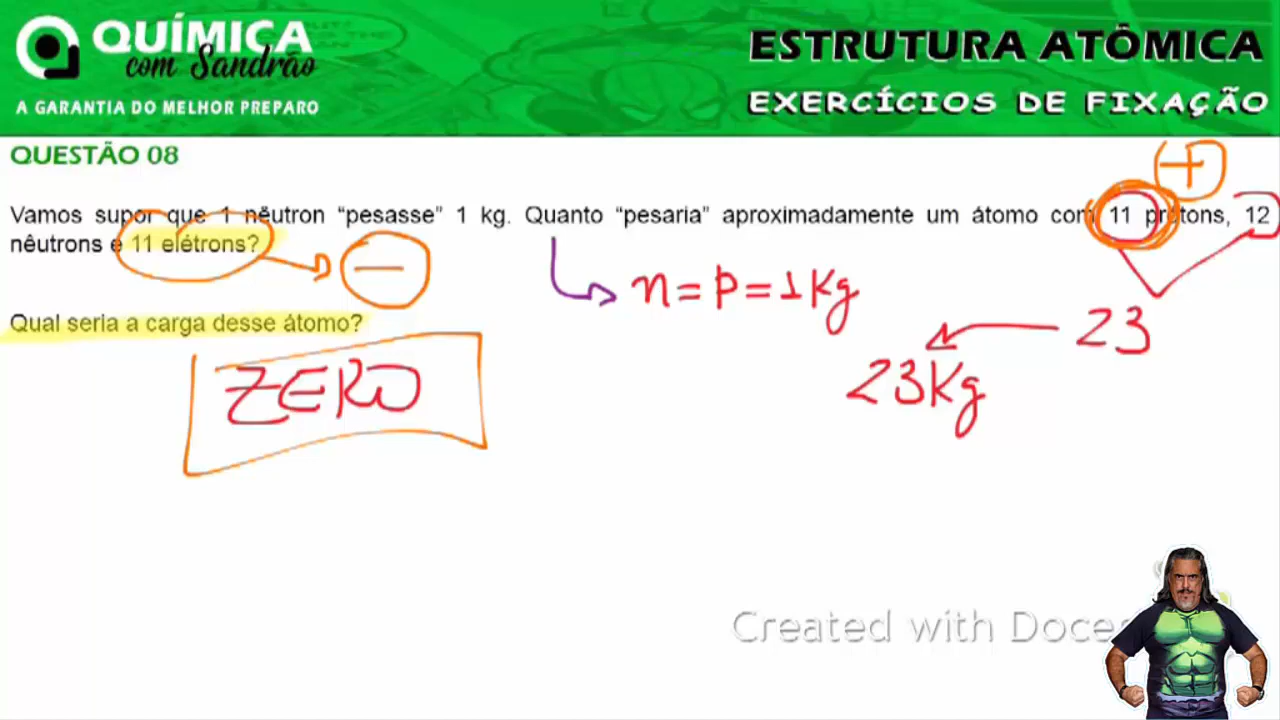 QUÍMICA
com Sandrão
A GARANTIA DO MELHOR PREPARO
ESTRUTURA ATÔMICA
EXERCÍCIOS DE FIXAÇÃO
QUESTÃO 08
+
Vamos supor que 1 nêutron “pesasse” 1 kg. Quanto “pesaria” aproximadamente um átomo com 11 prótons, 12
nêutrons e 11 elétrons?
−
n = p = 1 Kg
Qual seria a carga desse átomo?
23
ZERO
23 Kg
Created with